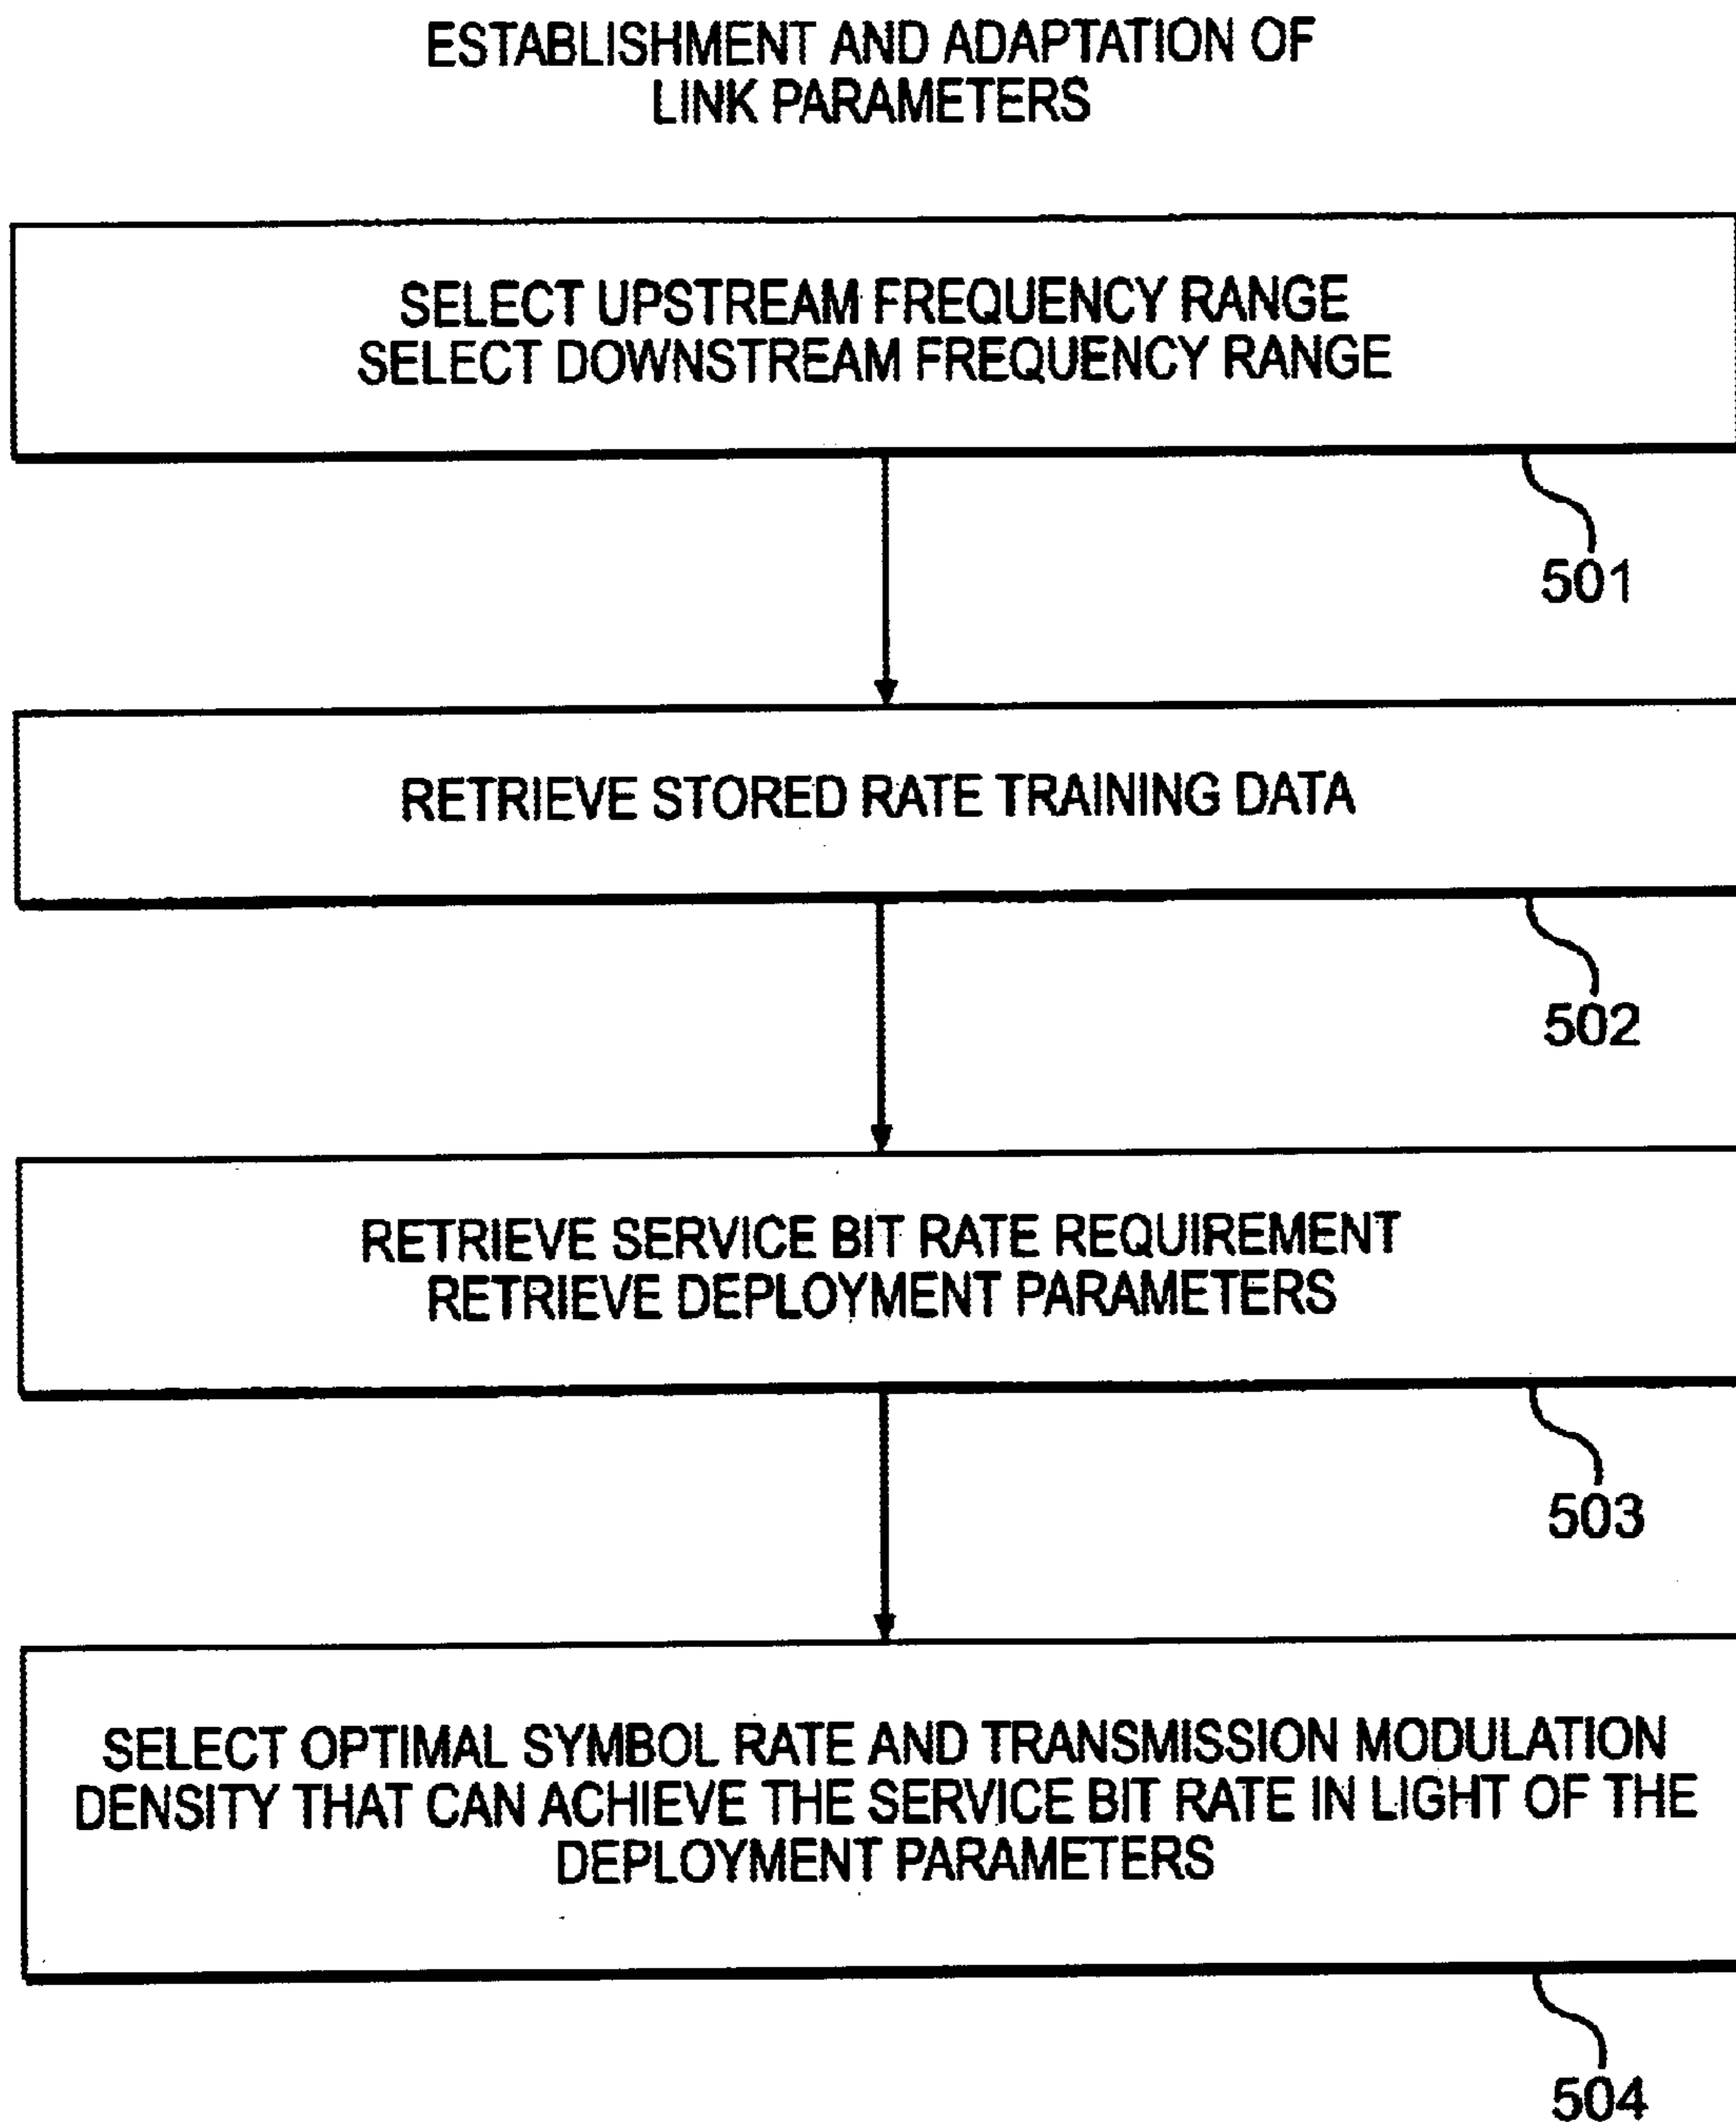 ESTABLISHMENT AND ADAPTATION OF
LINK PARAMETERS
SELECT UPSTREAM FREQUENCY RANGE
SELECT DOWNSTREAM FREQUENCY RANGE
501
RETRIEVE STORED RATE TRAINING DATA
502
RETRIEVE SERVICE BIT RATE REQUIREMENT
RETRIEVE DEPLOYMENT PARAMETERS
503
SELECT OPTIMAL SYMBOL RATE AND TRANSMISSION MODULATION
DENSITY THAT CAN ACHIEVE THE SERVICE BIT RATE IN LIGHT OF THE
DEPLOYMENT PARAMETERS
504